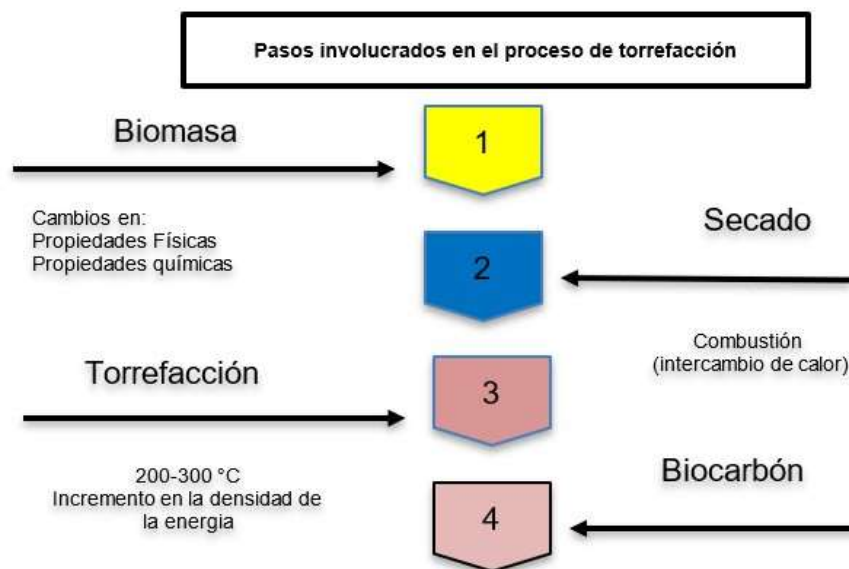 Pasos involucrados en el proceso de torrefacción
Biomasa
1
Cambios en:
Propiedades Físicas
Propiedades químicas
Secado
2
Combustión
(intercambio de calor)
Torrefacción
3
200-300 °C
Incremento en la densidad de
la energia
Biocarbón
4